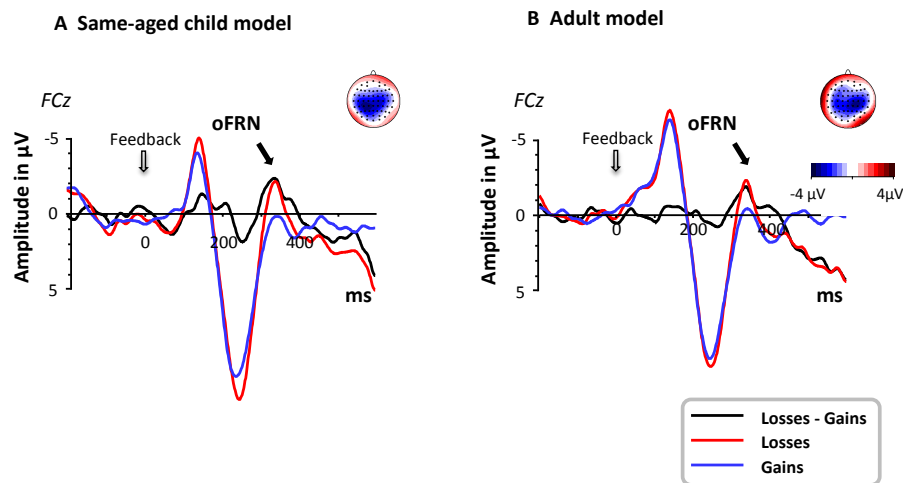 A Same-aged child model
B Adult model
FCz
oFRN
Feedback
Amplitude in µV
-5
0
5
0
200
400
ms
FCz
oFRN
Feedback
Amplitude in µV
-5
0
5
0
200
400
ms
-4 µV
4µV
Losses - Gains
Losses
Gains